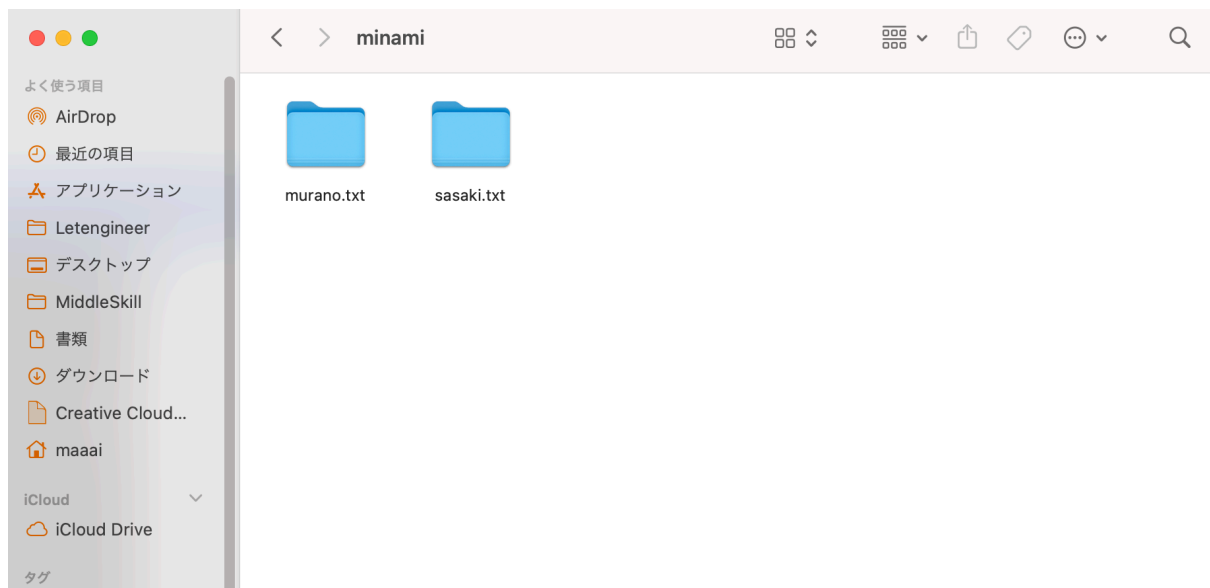 minami
よく使う項目
AirDrop
最近の項目
アプリケーション
Letengineer
デスクトップ
MiddleSkill
書類
ダウンロード
Creative Cloud...
maaai
iCloud
iCloud Drive
タグ
murano.txt
sasaki.txt